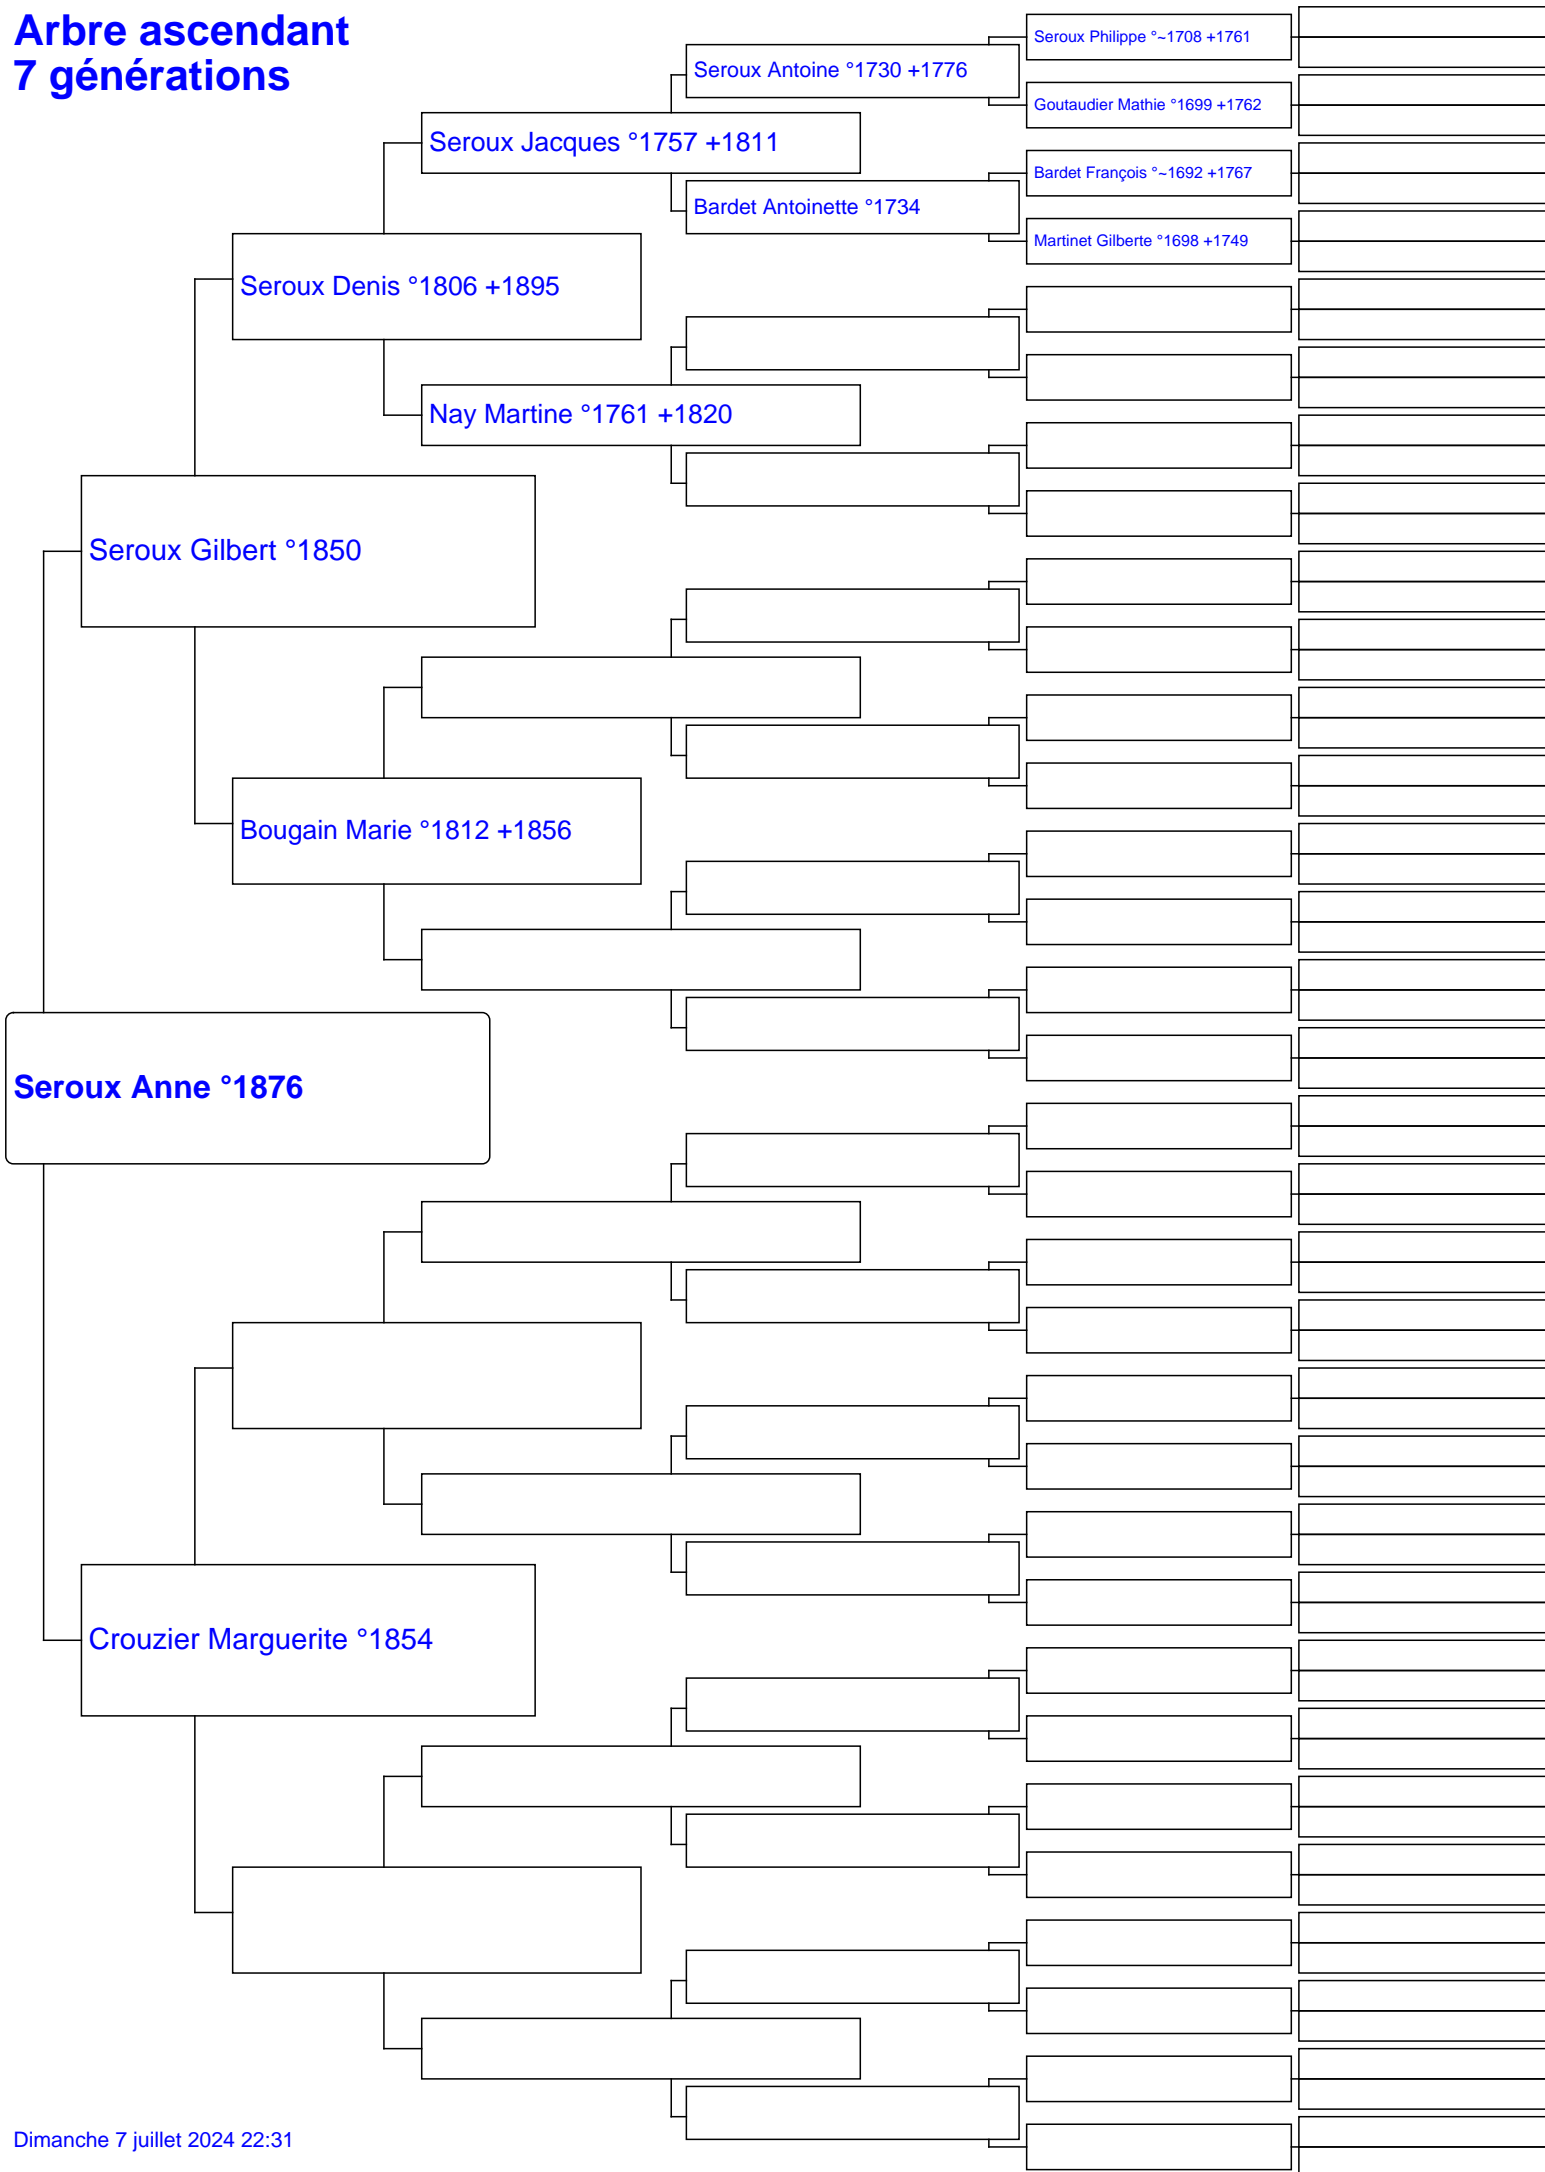 Arbre ascendant
7 générations
Seroux Philippe °~1708 +1761
Seroux Antoine °1730 +1776
Goutaudier Mathie °1699 +1762
Seroux Jacques °1757 +1811
Bardet François °~1692 +1767
Bardet Antoinette °1734
Martinet Gilberte °1698 +1749
Seroux Denis °1806 +1895
Nay Martine °1761 +1820
Seroux Gilbert °1850
Bougain Marie °1812 +1856
Seroux Anne °1876
Crouzier Marguerite °1854
Dimanche 7 juillet 2024 22:31